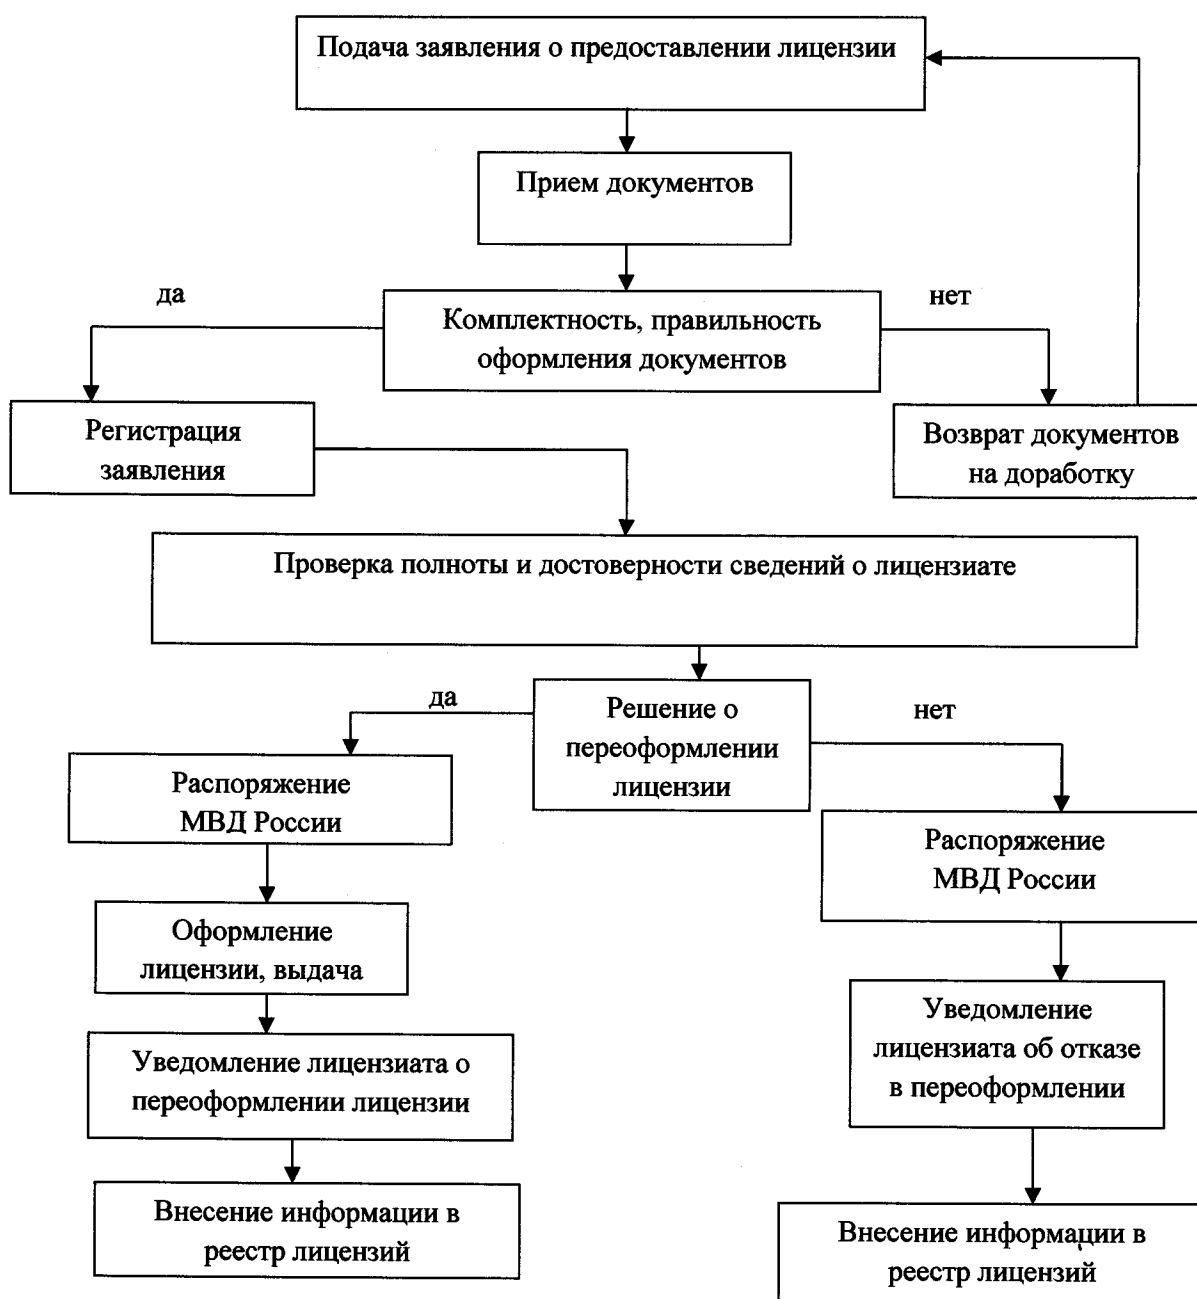 Подача заявления о предоставлении лицензии
Прием документов
да
нет
Комплектность, правильность
оформления документов
Регистрация
заявления
Возврат документов
на доработку
Проверка полноты и достоверности сведений о лицензиате
да
нет
Решение о
переоформлении
лицензии
Распоряжение
МВД России
Распоряжение
МВД России
Оформление
лицензии, выдача
Уведомление
лицензиата об отказе
в переоформлении
Уведомление лицензиата о
переоформлении лицензии
Внесение информации в
реестр лицензий
Внесение информации в
реестр лицензий